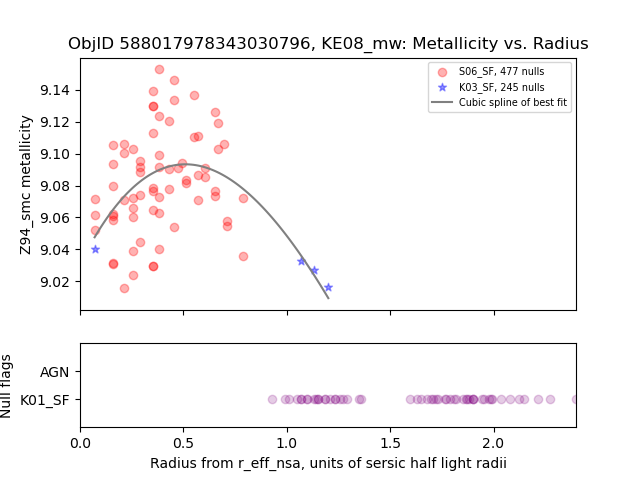 ObjID 588017978343030796, KE08_mw: Metallicity vs. Radius
S06_SF, 477 nulls
K03_SF, 245 nulls
Cubic spline of best fit
Z94_smc metallicity
9.14
9.12
9.10
9.08
9.06
9.04
9.02
Null flags
AGN
K01_SF
0.0 0.5 1.0 1.5 2.0
Radius from r_eff_nsa, units of sersic half light radii